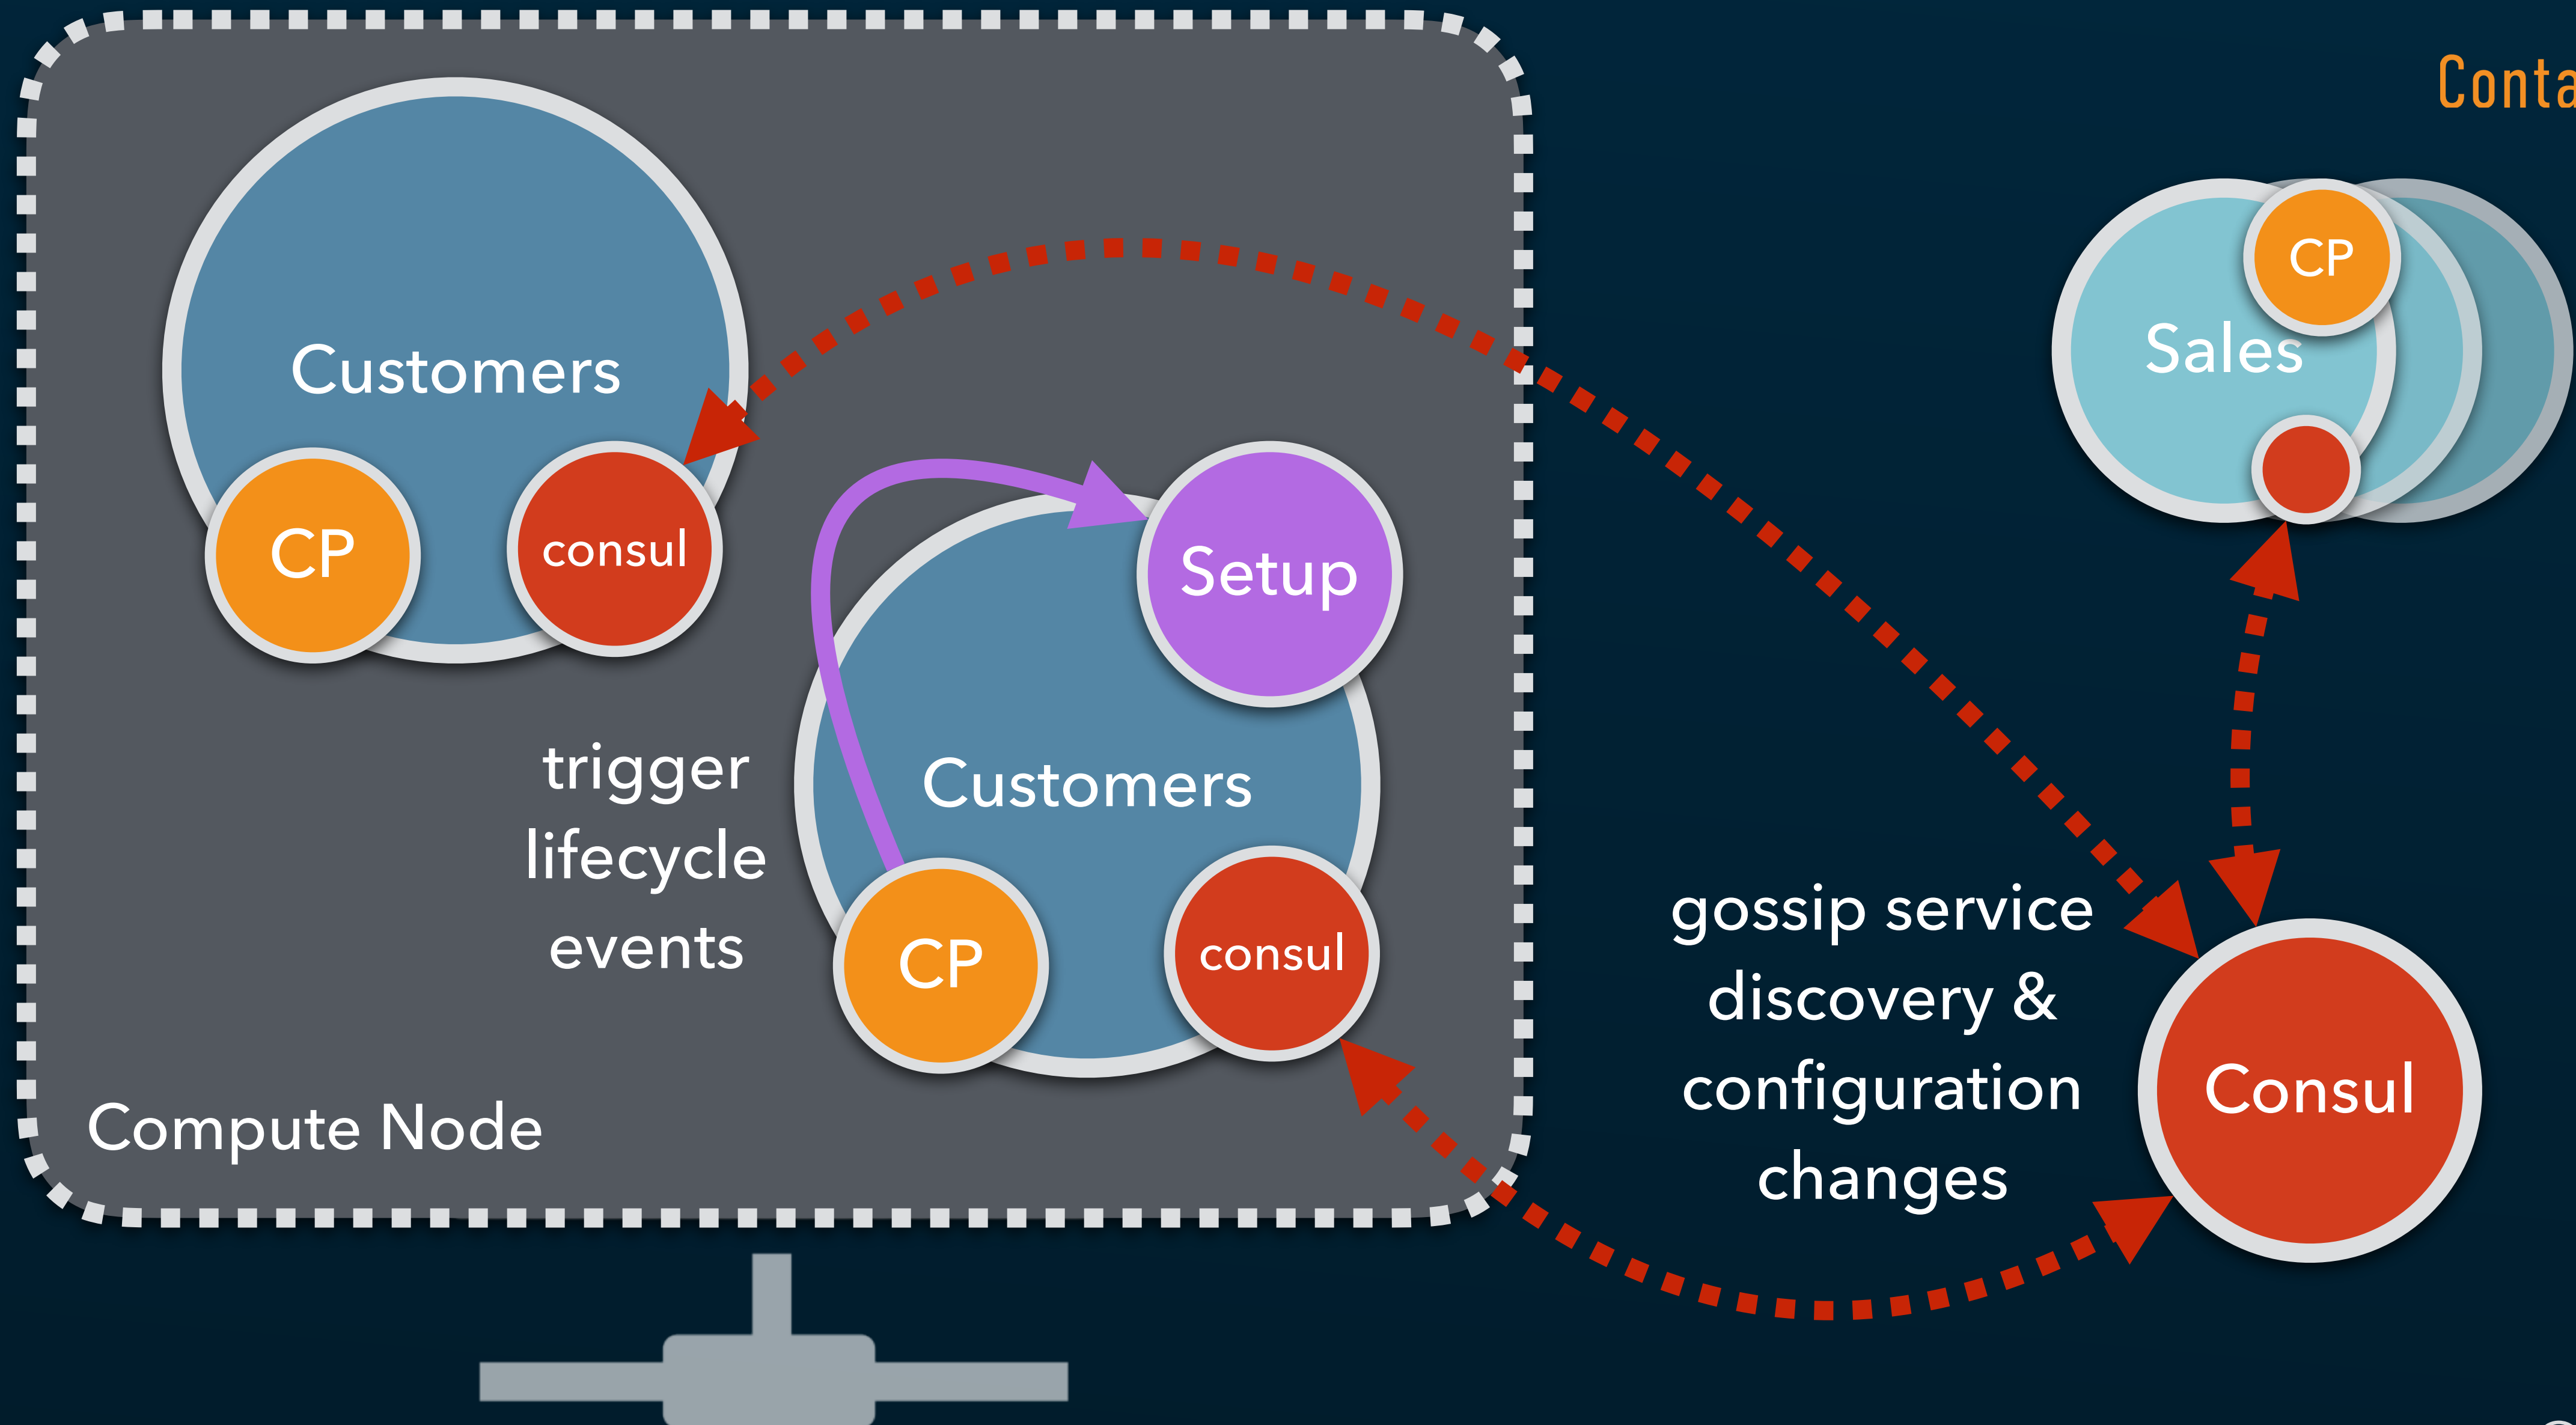 Customers
CP
consul
Setup
trigger
lifecycle
events
Customers
CP
consul
Compute Node
CP
Sales
gossip service
discovery &
configuration
changes
Consul